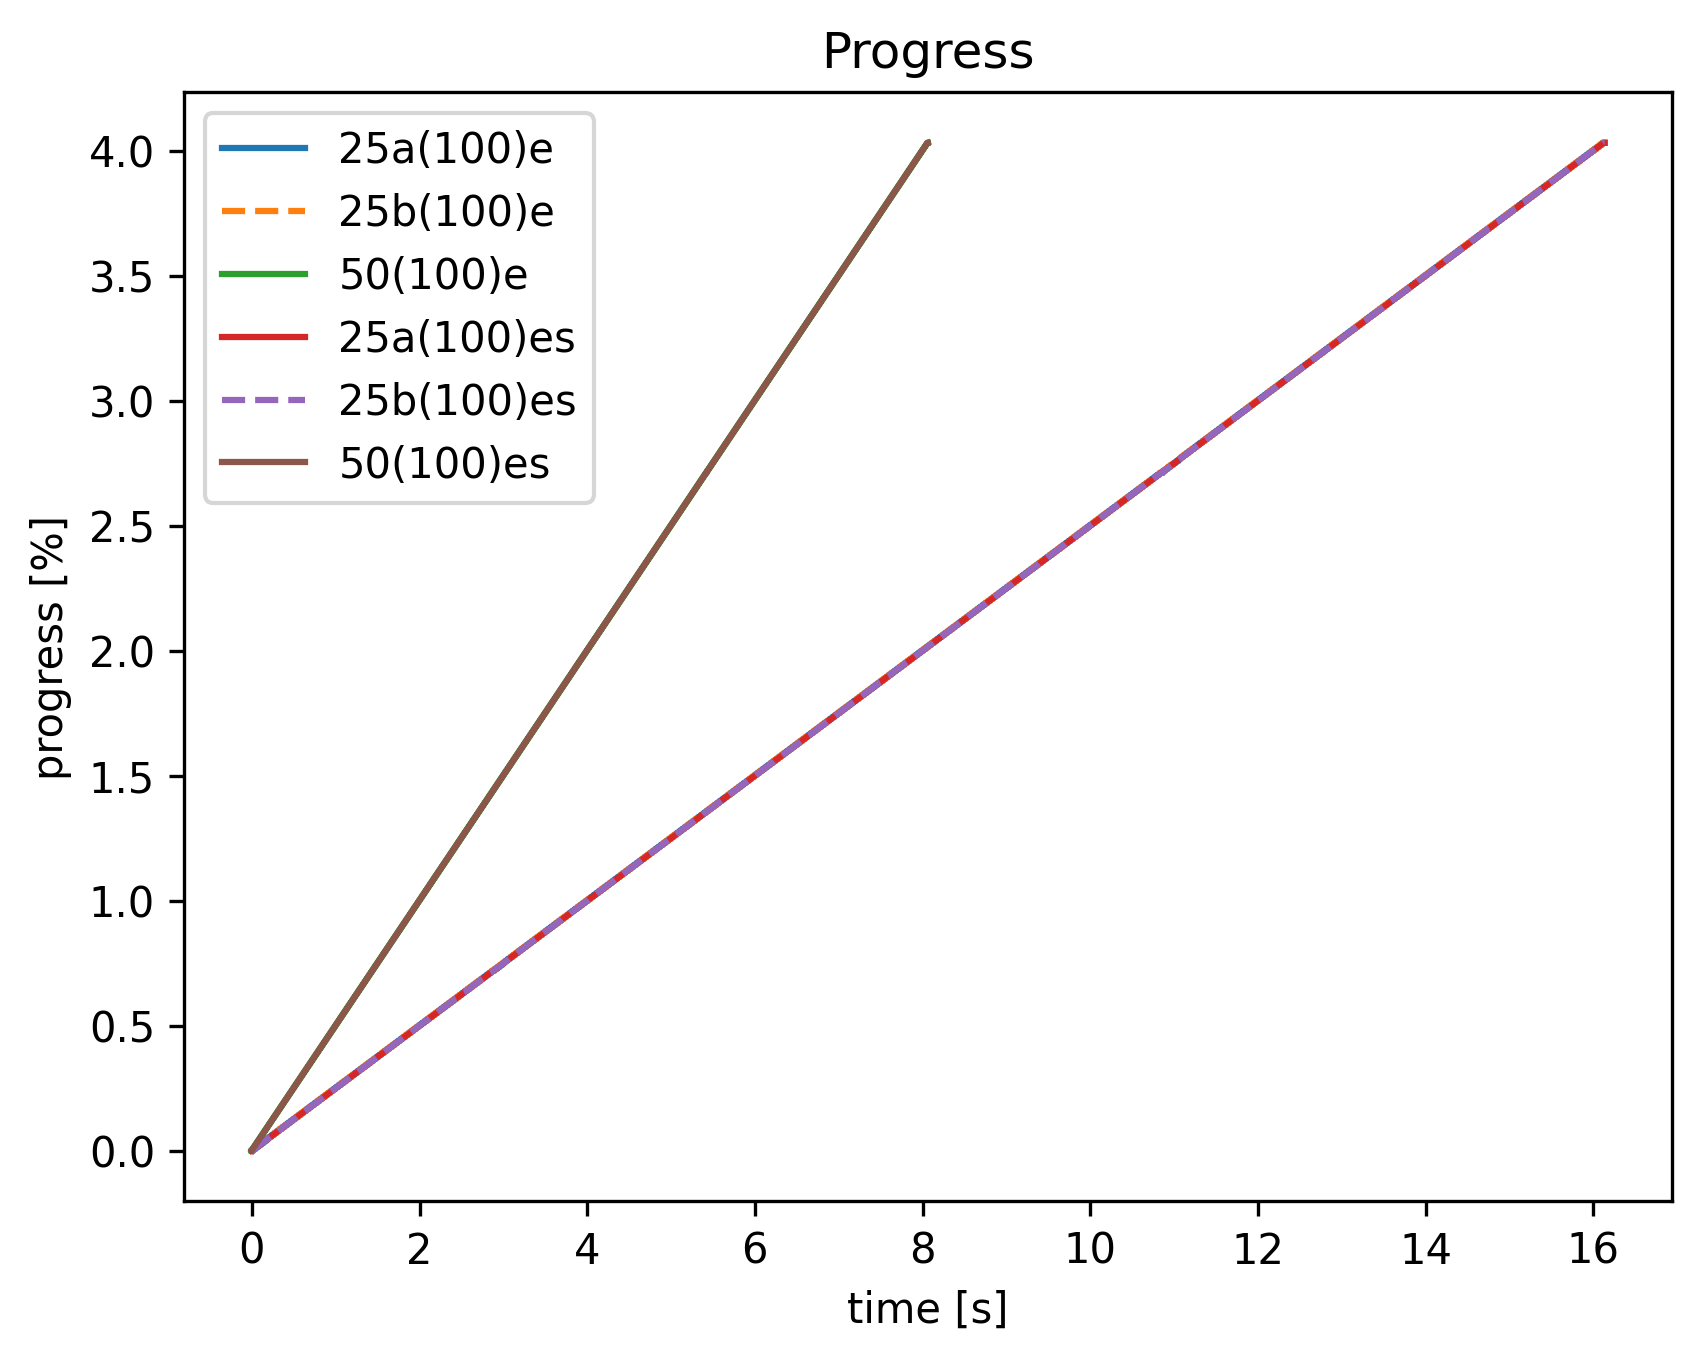 Progress
25a(100)e
25b(100)e
50(100)e
25a(100)es
25b(100)es
50(100)es
progress [%]
4.0
3.5
3.0
2.5
2.0
1.5
1.0
0.5
0.0
0 2 4 6 8 10 12 14 16
time [s]